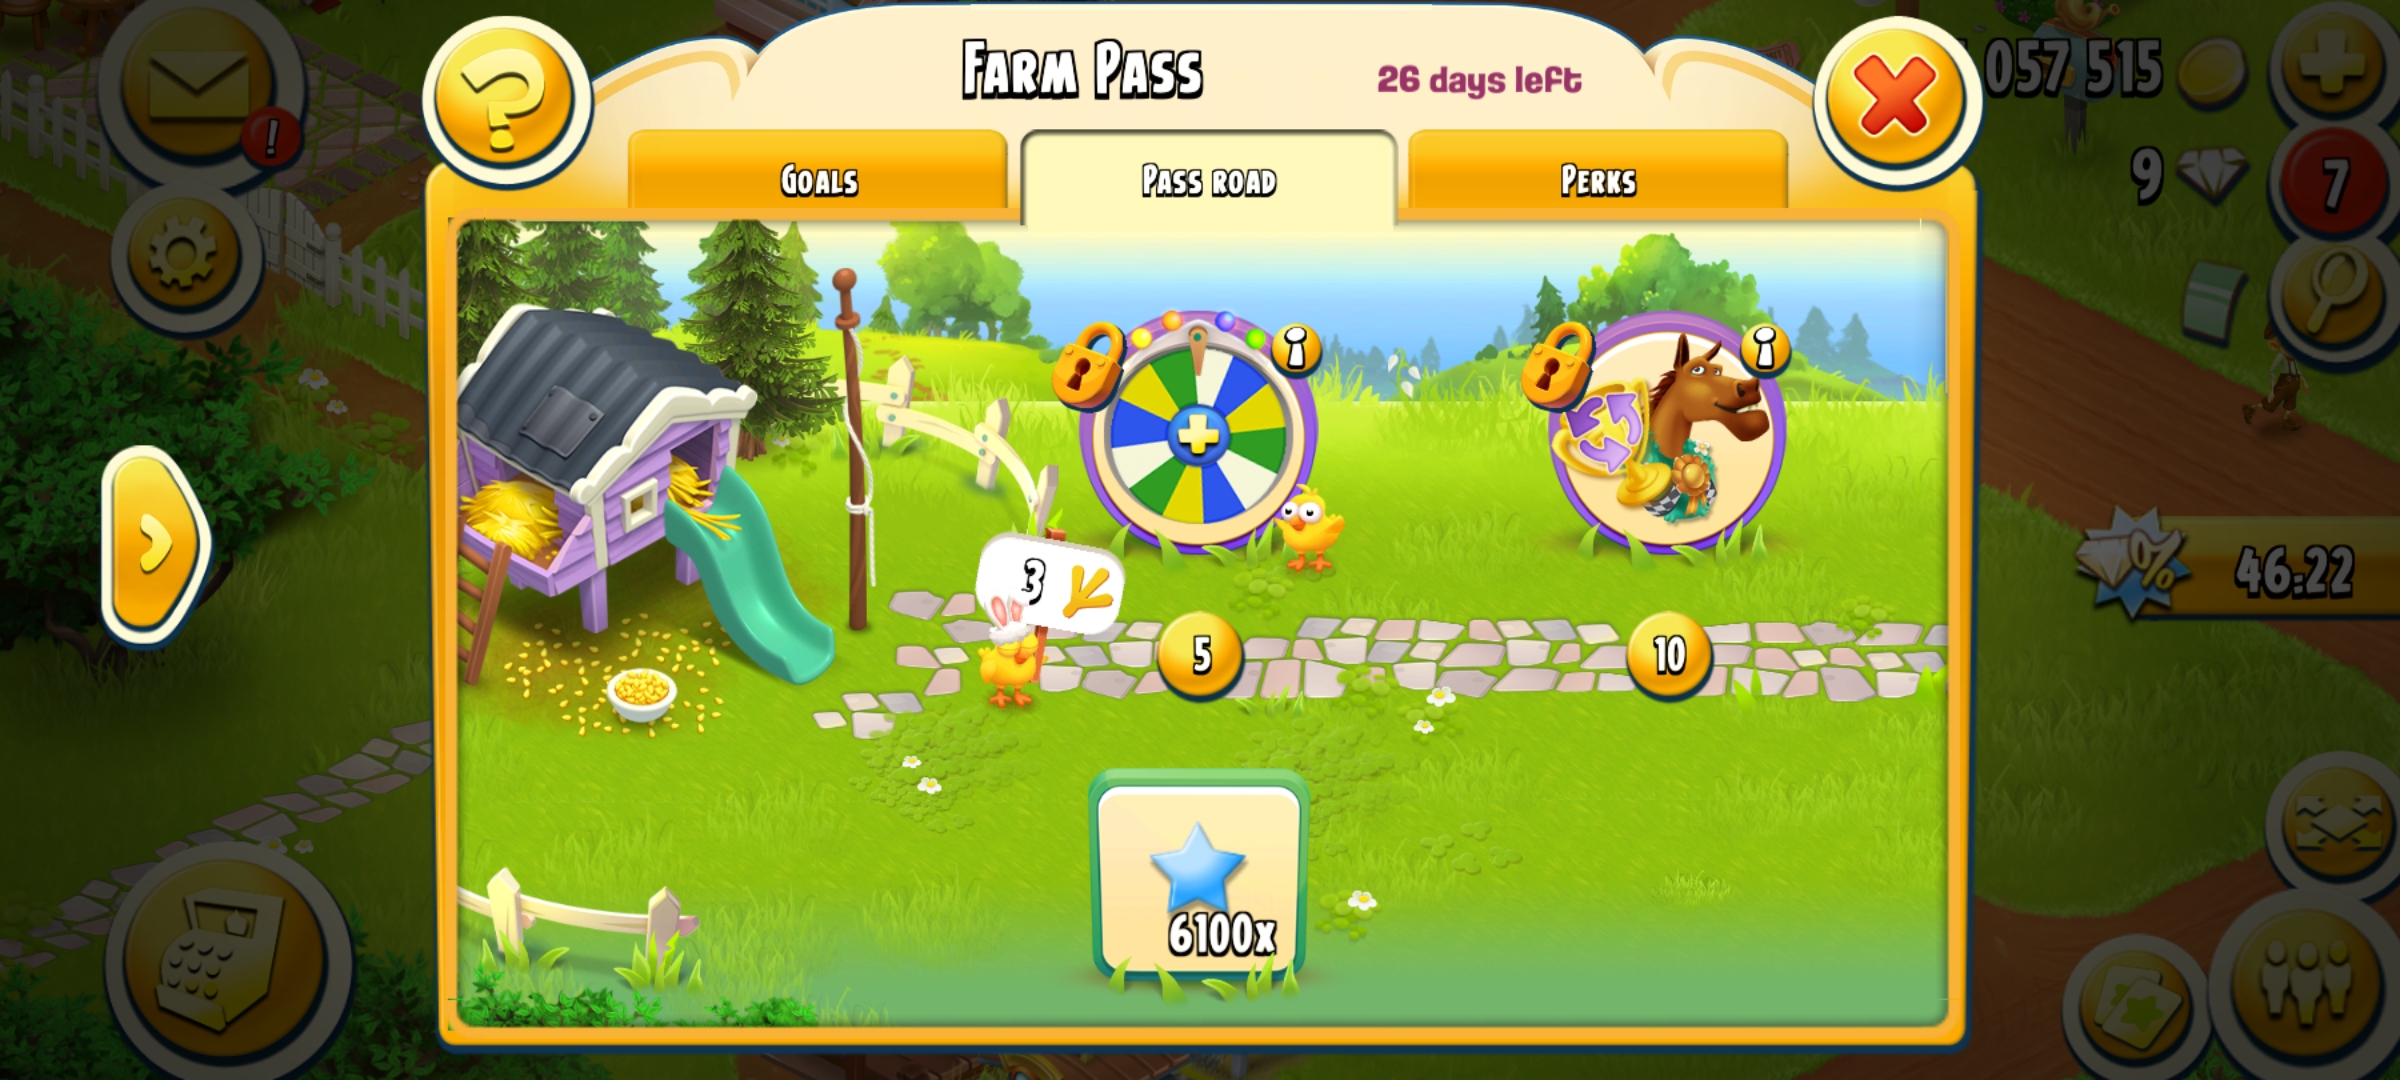 FARM PASS
26 days left
057 515
GOALS
PASS ROAD
PERKS
9
7
3
5
10
%
46:22
6100x